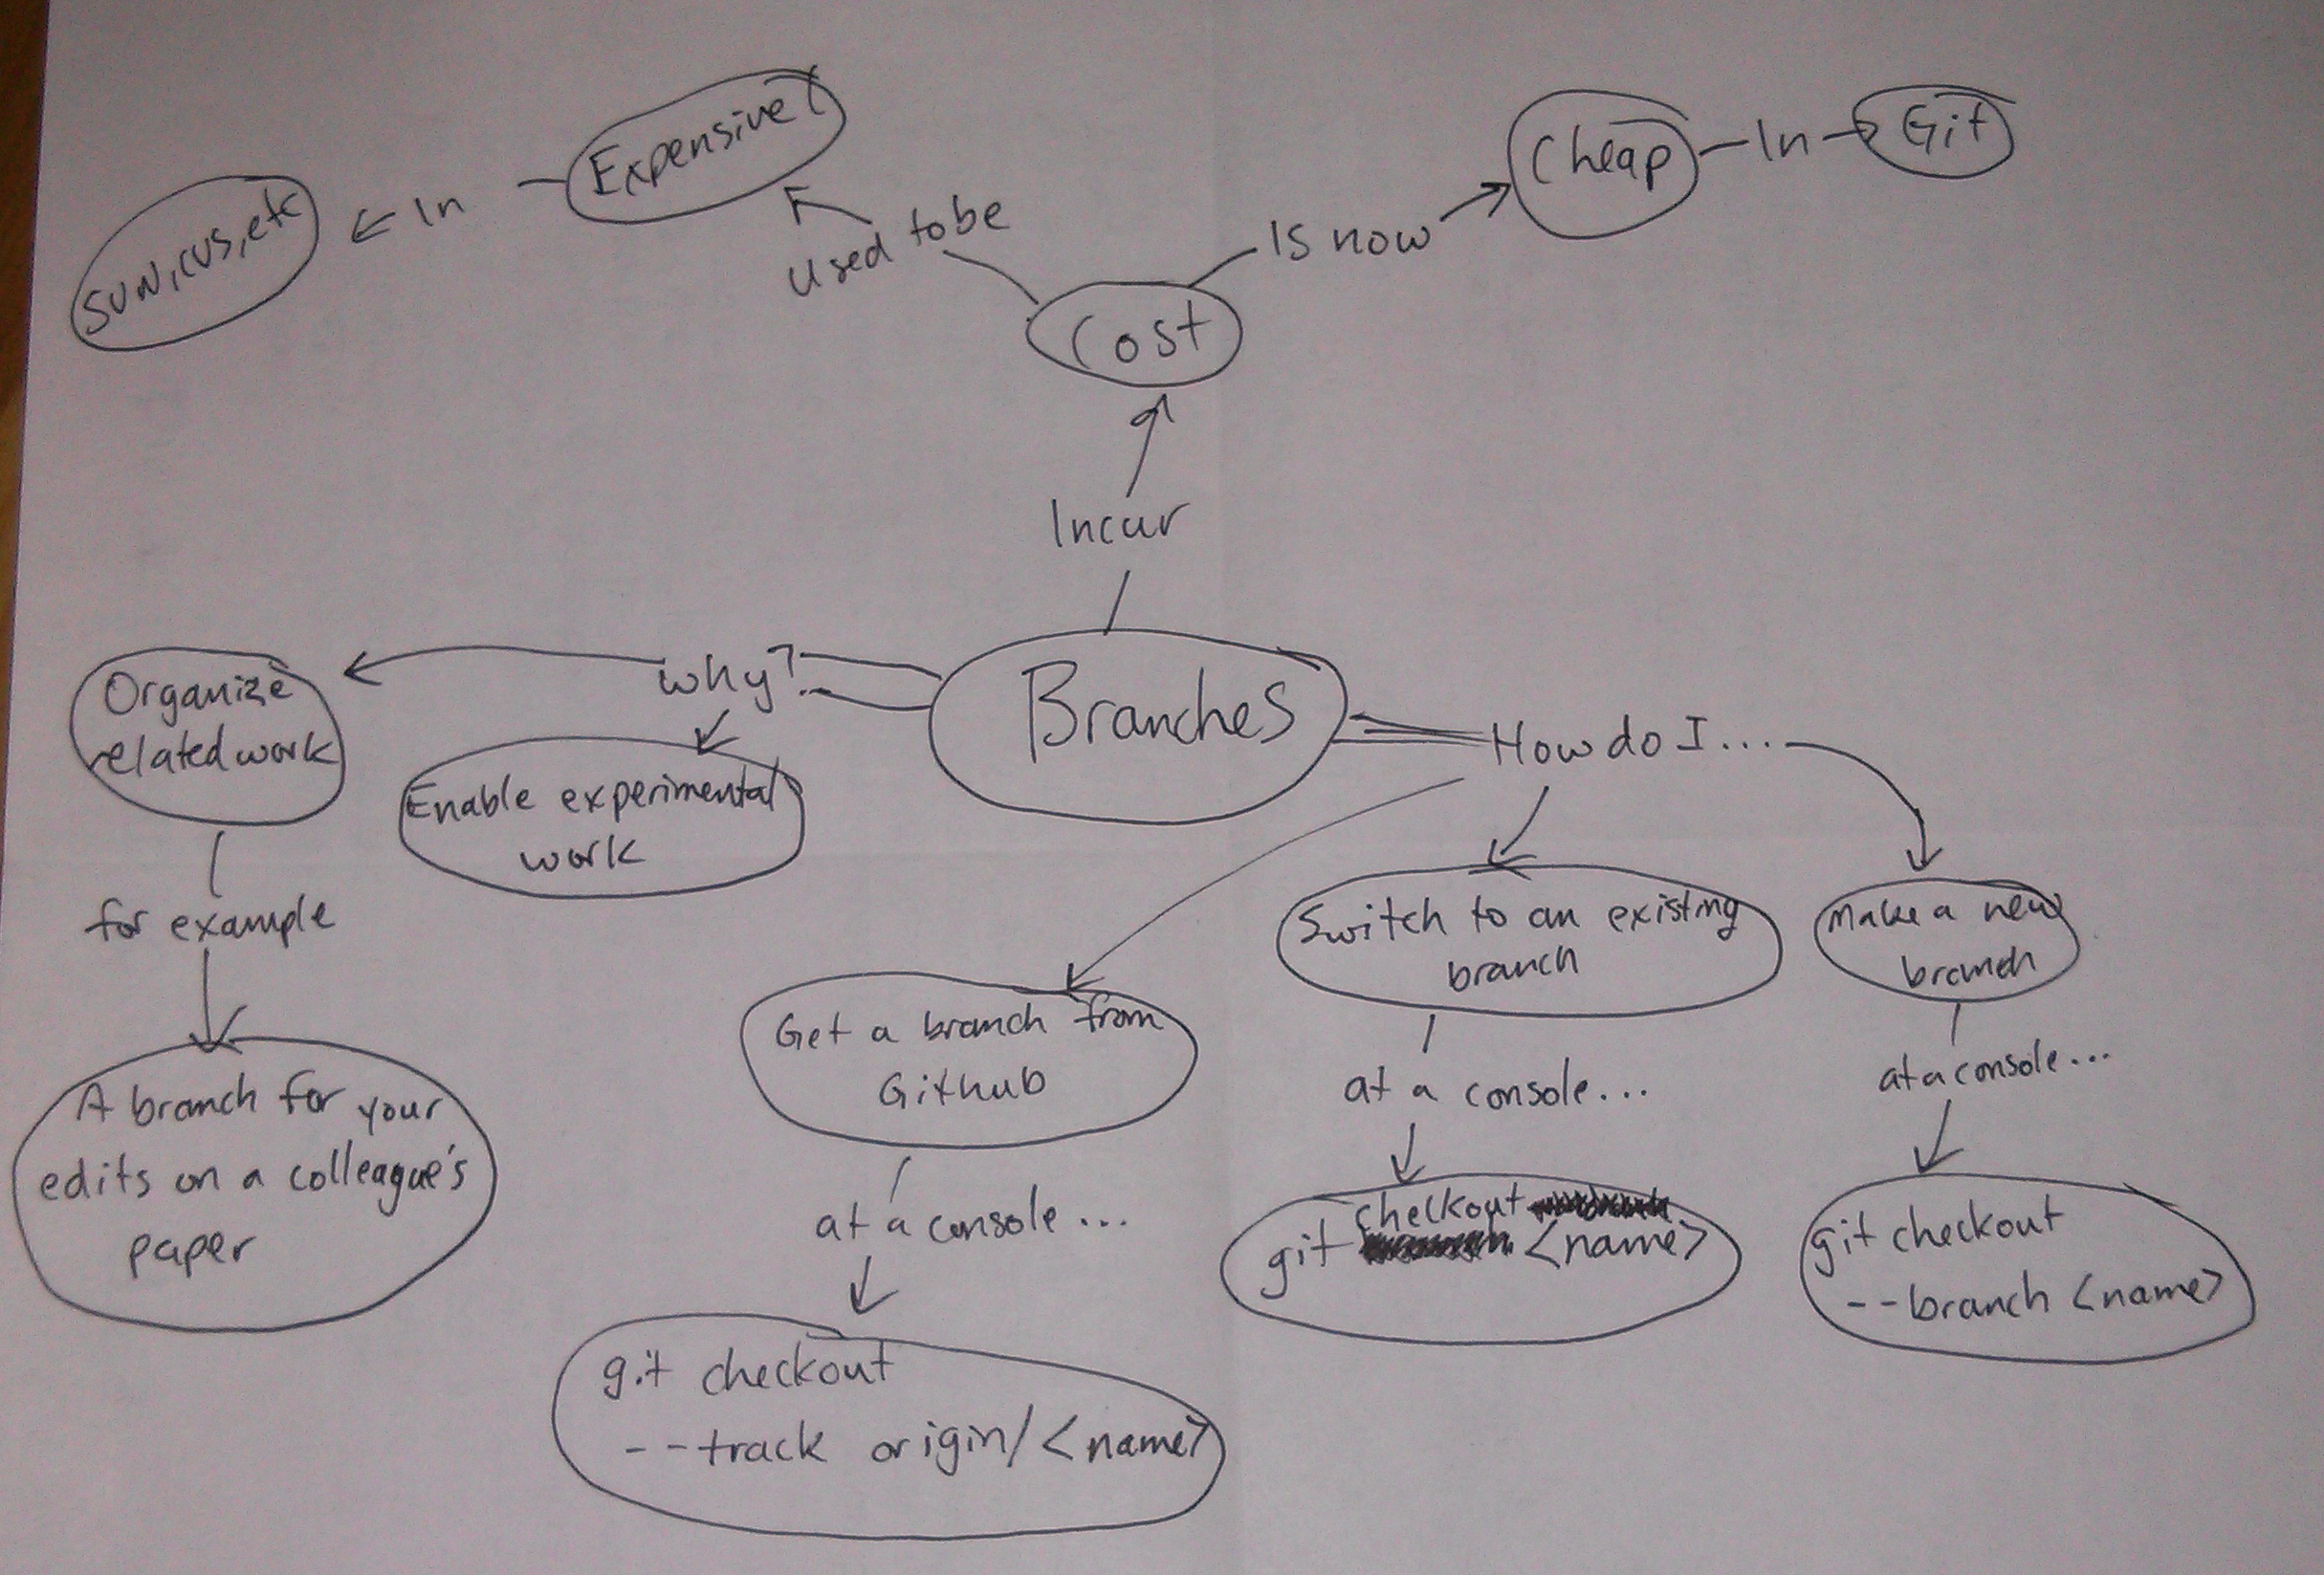 Expensive
In
SVN, CVS, etc
used to be
Is now
Cheap
In
Git
Cost
Incur
Branches
why?
Organize
related work
Enable experimental
work
for example
A branch for your
edits on a colleague's
paper
How do I....
Get a branch from
Github
at a console...
git checkout
--track origin/<name>
Switch to an existing
branch
at a console...
checkout
git <name>
Make a new
branch
at a console...
git checkout
--branch <name>